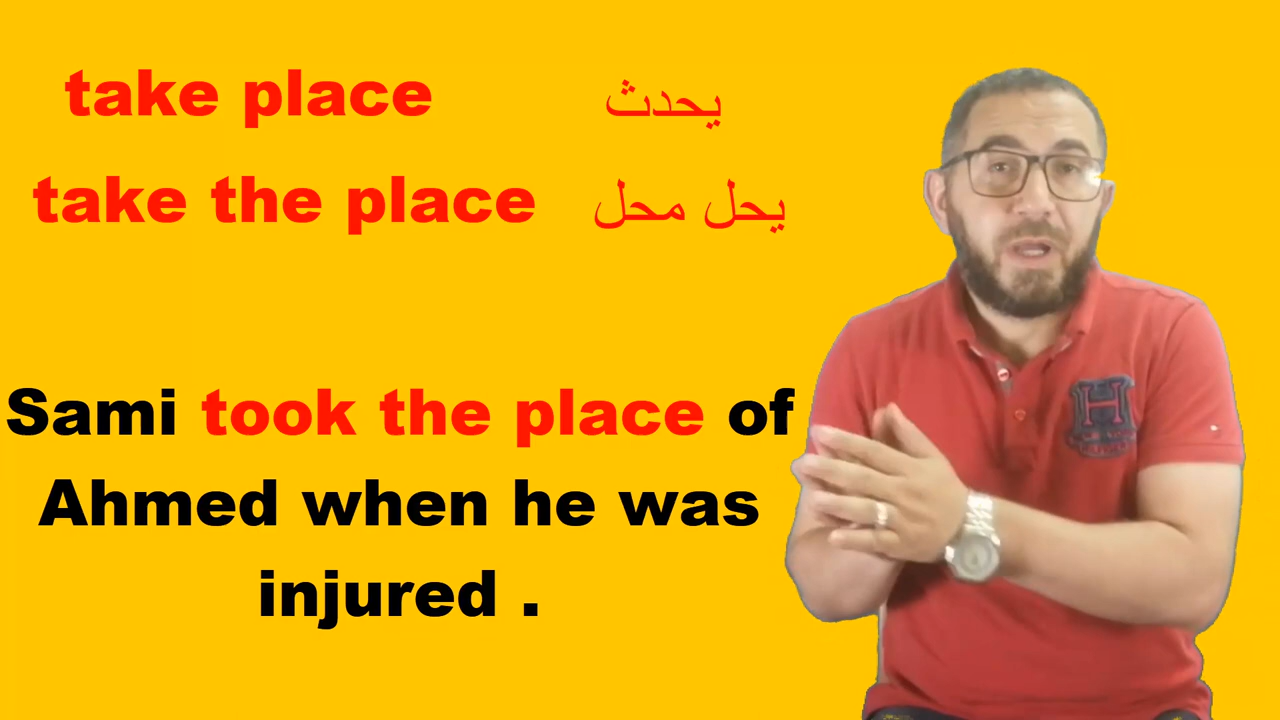 take place يحدث
take the place يحل محل
Sami took the place of
Ahmed when he was
injured .
H